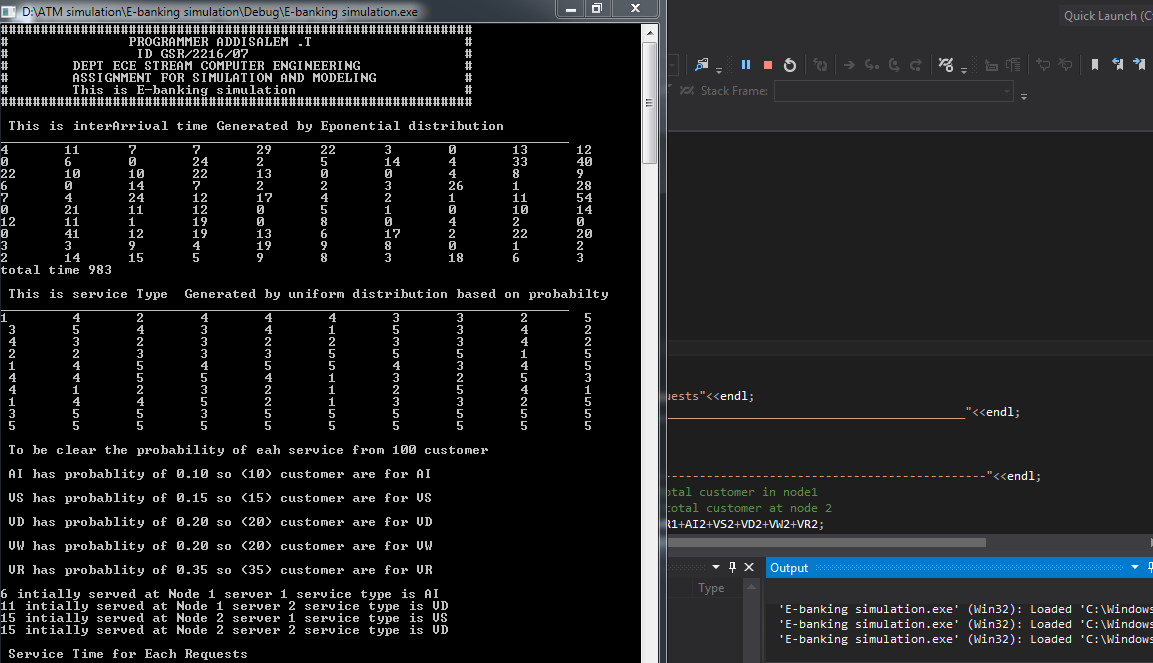 D:\ATM simulation\E-banking simulation\Debug\E-banking simulation.exe
########################################################
# PROGRAMMER ADDISALEM .T #
# ID GSR/2216/07 #
# DEPT ECE STREAM COMPUTER ENGINEERING #
# ASSIGNMENT FOR SIMULATION AND MODELING #
# This is E-banking simulation #
########################################################
This is interArrival time Generated by Eponential distribution
4 11 7 7 29 22 3 0 13 12
0 6 0 24 2 5 14 4 33 40
22 10 10 22 13 0 0 4 8 9
6 0 14 7 2 2 3 26 1 28
7 4 24 12 17 4 2 1 11 54
0 21 11 12 0 5 1 0 10 14
12 11 1 19 0 8 0 4 2 0
0 41 12 19 13 6 17 2 22 20
3 3 9 4 19 9 8 0 1 2
2 14 15 5 9 8 3 18 6 3
total time 983
This is service Type Generated by uniform distribution based on probabilty
1 4 2 4 4 4 3 3 2 5
3 5 4 3 4 1 5 3 4 2
4 3 2 3 2 2 3 3 4 2
2 2 3 3 3 5 5 5 1 5
1 4 5 4 5 5 4 3 4 5
4 4 5 5 4 1 3 2 5 3
4 1 2 3 2 1 2 5 4 1
1 4 4 5 2 1 3 3 2 5
3 5 5 3 5 5 5 5 5 5
5 5 5 5 5 5 5 5 5 5
To be clear the probability of eah service from 100 customer
AI has probablity of 0.10 so (10) customer are for AI
VS has probablity of 0.15 so (15) customer are for VS
VD has probablity of 0.20 so (20) customer are for VD
VW has probablity of 0.20 so (20) customer are for VW
VR has probablity of 0.35 so (35) customer are for VR
6 intially served at Node 1 server 1 service type is AI
11 intially served at Node 1 server 2 service type is VD
15 intially served at Node 2 server 1 service type is VS
15 intially served at Node 2 server 2 service type is VD
Service Time for Each Requests
Quick Launch (C
Stack Frame:
uests"<<endl;
"<<endl;
"<<endl;
otal customer in node1
total customer at node 2
R1+AI2+VS2+VD2+VW2+VR2;
Type
Output
'E-banking simulation.exe' (Win32): Loaded 'C:\Windows
'E-banking simulation.exe' (Win32): Loaded 'C:\Windows
'E-banking simulation.exe' (Win32): Loaded 'C:\Windows